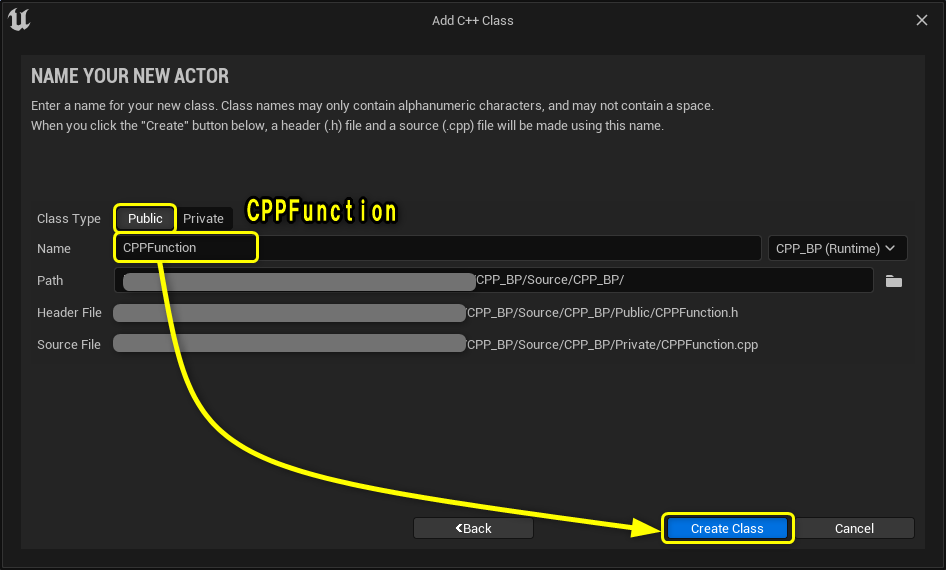 Add C++ Class
NAME YOUR NEW ACTOR
Enter a name for your new class. Class names may only contain alphanumeric characters, and may not contain a space.
When you click the "Create" button below, a header (.h) file and a source (.cpp) file will be made using this name.
Class Type Public Private CPPFunction
Name CPPFunction CPP_BP (Runtime)
Path /CPP_BP/Source/CPP_BP/
Header File /CPP_BP/Source/CPP_BP/Public/CPPFunction.h
Source File /CPP_BP/Source/CPP_BP/Private/CPPFunction.cpp
Back Create Class Cancel